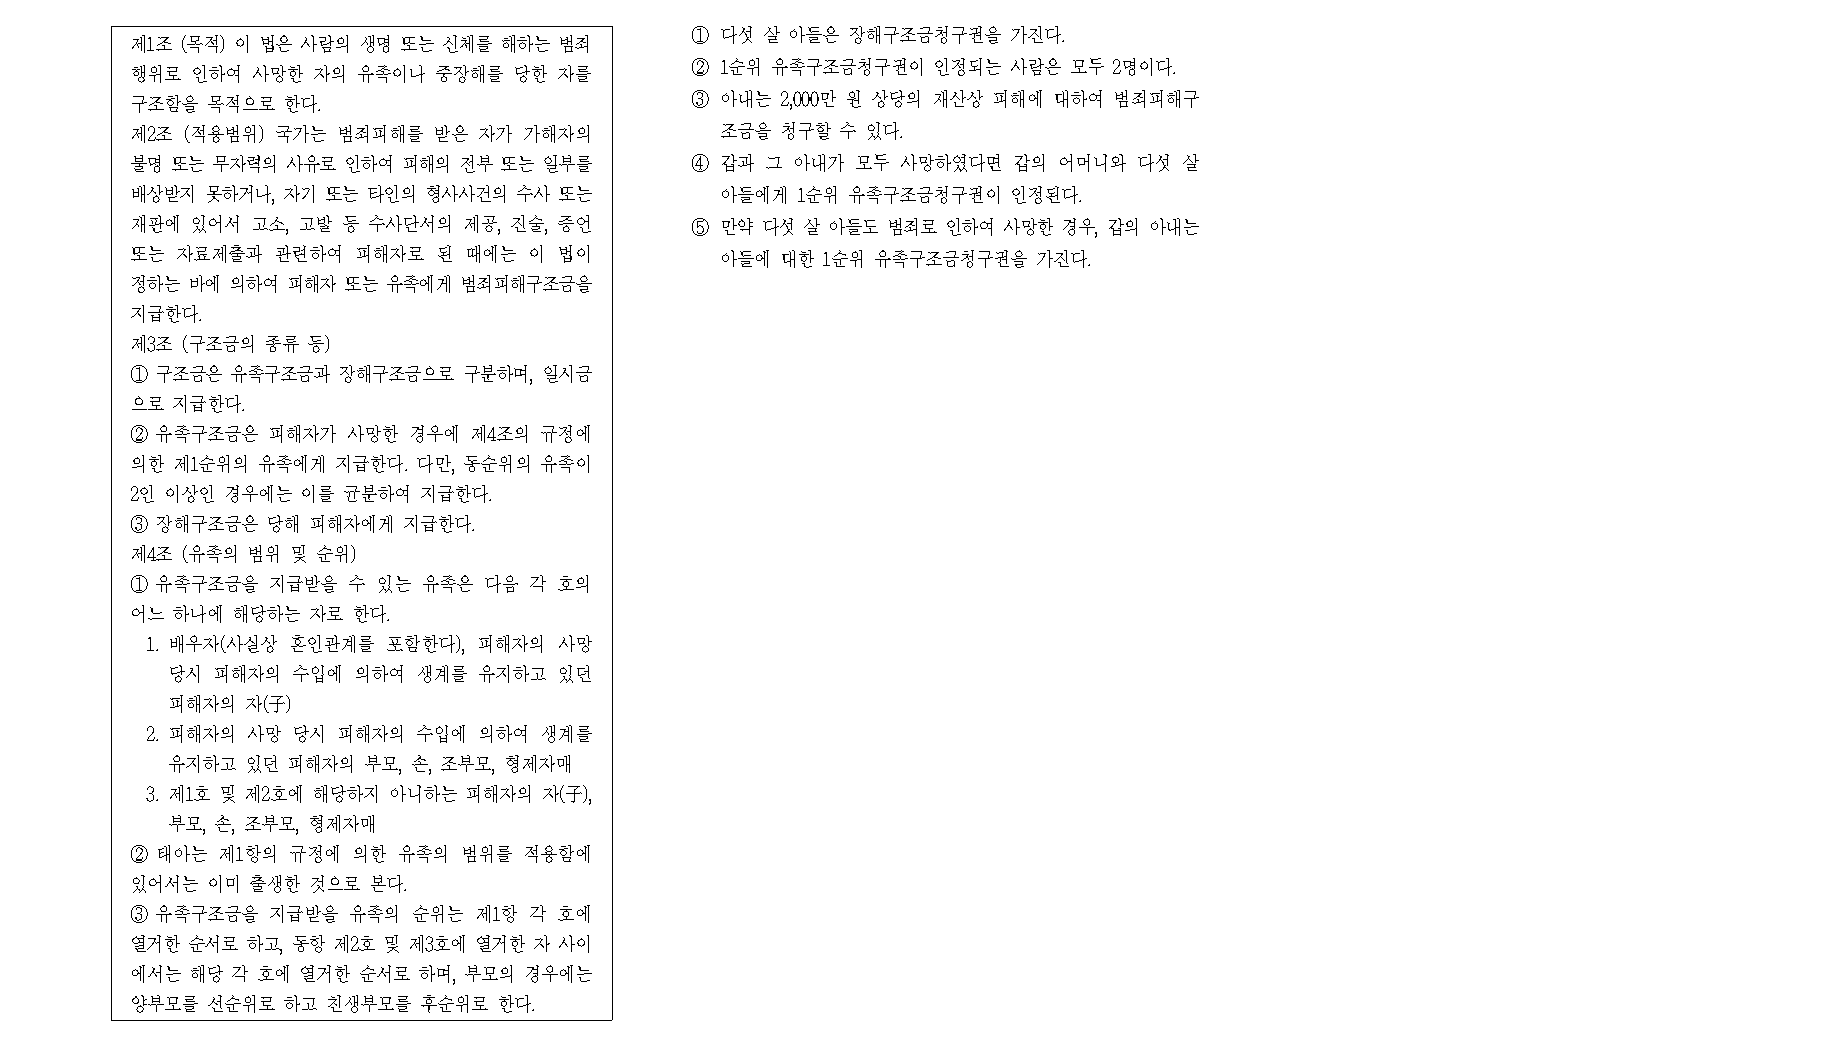 제1조 (목적) 이 법은 사람의 생명 또는 신체를 해하는 범죄
행위로 인하여 사망한 자의 유족이나 중장해를 당한 자를
구조함을 목적으로 한다.
제2조 (적용범위) 국가는 범죄피해를 받은 자가 가해자의
불명 또는 무자력의 사유로 인하여 피해의 전부 또는 일부를
배상받지 못하거나, 자기 또는 타인의 형사사건의 수사 또는
재판에 있어서 고소, 고발 등 수사단서의 제공, 진술, 증언
또는 자료제출과 관련하여 피해자로 된 때에는 이 법이
정하는 바에 의하여 피해자 또는 유족에게 범죄피해구조금을
지급한다.
제3조 (구조금의 종류 등)
① 구조금은 유족구조금과 장해구조금으로 구분하며, 일시금
으로 지급한다.
② 유족구조금은 피해자가 사망한 경우에 제4조의 규정에
의한 제1순위의 유족에게 지급한다. 다만, 동순위의 유족이
2인 이상인 경우에는 이를 균분하여 지급한다.
③ 장해구조금은 당해 피해자에게 지급한다.
제4조 (유족의 범위 및 순위)
① 유족구조금을 지급받을 수 있는 유족은 다음 각 호의
어느 하나에 해당하는 자로 한다.
1. 배우자(사실상 혼인관계를 포함한다), 피해자의 사망
당시 피해자의 수입에 의하여 생계를 유지하고 있던
피해자의 자(子)
2. 피해자의 사망 당시 피해자의 수입에 의하여 생계를
유지하고 있던 피해자의 부모, 손, 조부모, 형제자매
3. 제1호 및 제2호에 해당하지 아니하는 피해자의 자(子),
부모, 손, 조부모, 형제자매
② 태아는 제1항의 규정에 의한 유족의 범위를 적용함에
있어서는 이미 출생한 것으로 본다.
③ 유족구조금을 지급받을 유족의 순위는 제1항 각 호에
열거한 순서로 하고, 동항 제2호 및 제3호에 열거한 자 사이
에서는 해당 각 호에 열거한 순서로 하며, 부모의 경우에는
양부모를 선순위로 하고 친생부모를 후순위로 한다.
① 다섯 살 아들은 장해구조금청구권을 가진다.
② 1순위 유족구조금청구권이 인정되는 사람은 모두 2명이다.
③ 아내는 2,000만 원 상당의 재산상 피해에 대하여 범죄피해구
조금을 청구할 수 있다.
④ 갑과 그 아내가 모두 사망하였다면 갑의 어머니와 다섯 살
아들에게 1순위 유족구조금청구권이 인정된다.
⑤ 만약 다섯 살 아들도 범죄로 인하여 사망한 경우, 갑의 아내는
아들에 대한 1순위 유족구조금청구권을 가진다.